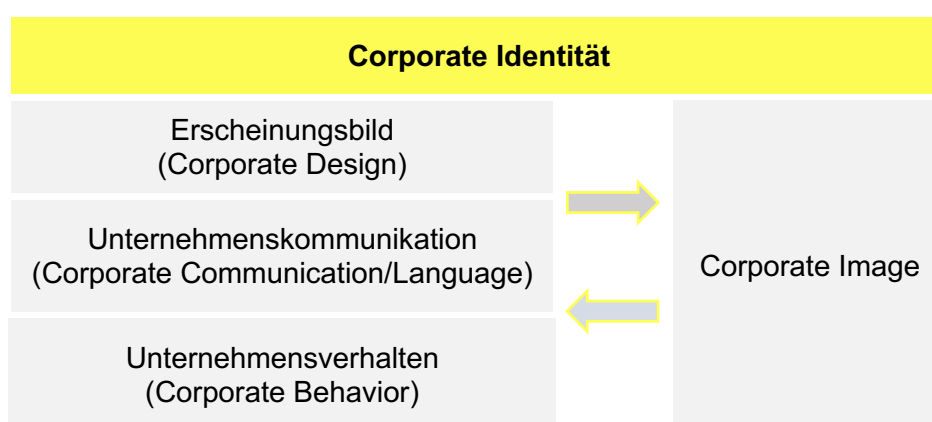 Corporate Identität
Erscheinungsbild
(Corporate Design)
Unternehmenskommunikation
(Corporate Communication/Language)
Unternehmensverhalten
(Corporate Behavior)
Corporate Image